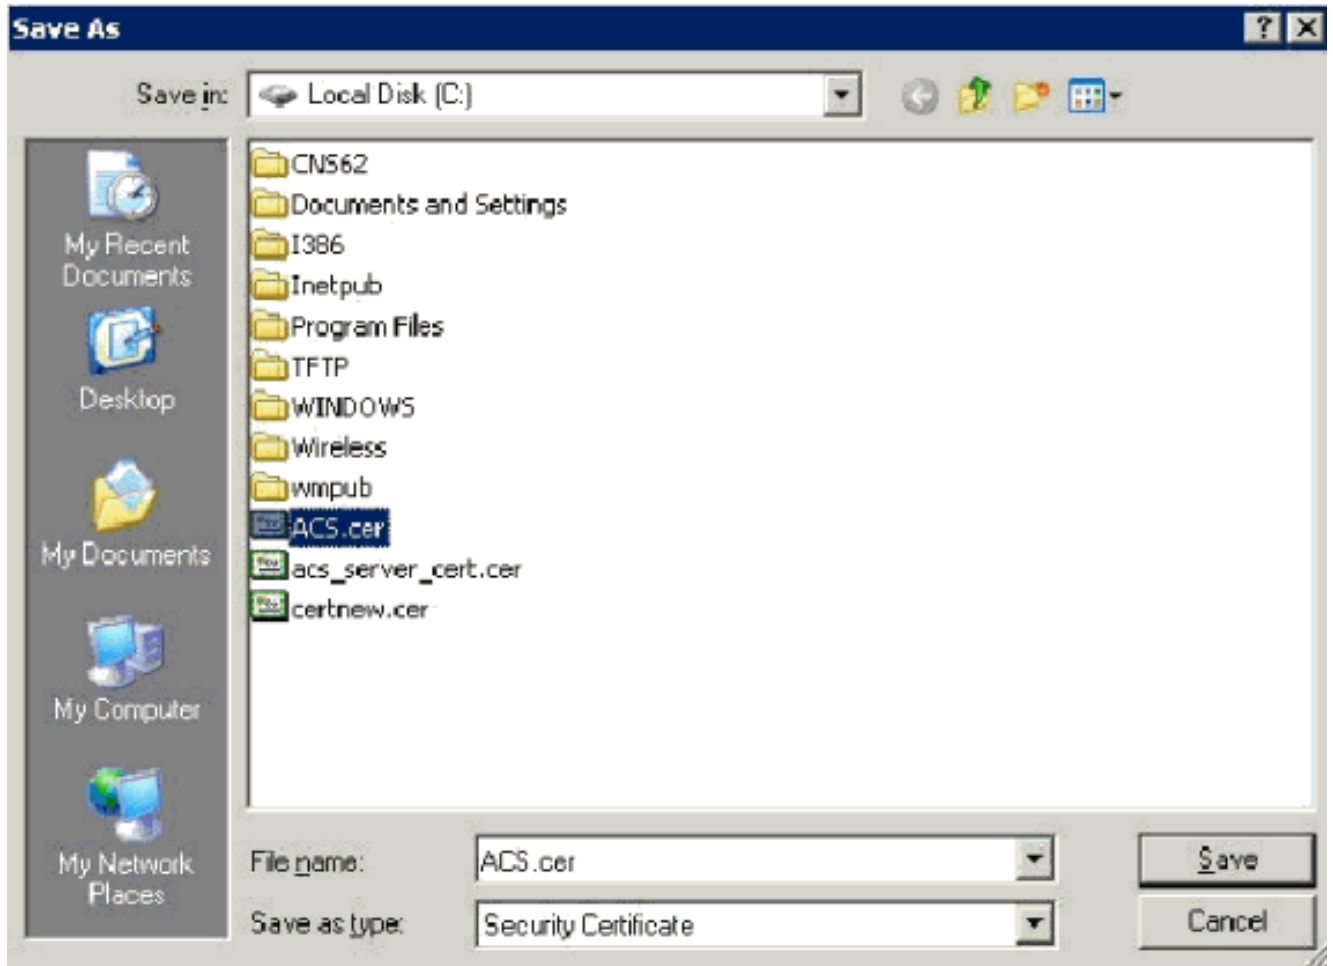 Save As
Save in:
Local Disk (C:)
My Recent
Documents
Desktop
My Documents
My Computer
My Network
Places
CNS62
Documents and Settings
I386
Inetpub
Program Files
TFTP
WINDOWS
Wireless
wmpub
ACS.cer
acs_server_cert.cer
certnew.cer
File name:
ACS.cer
Save
Save as type:
Security Certificate
Cancel